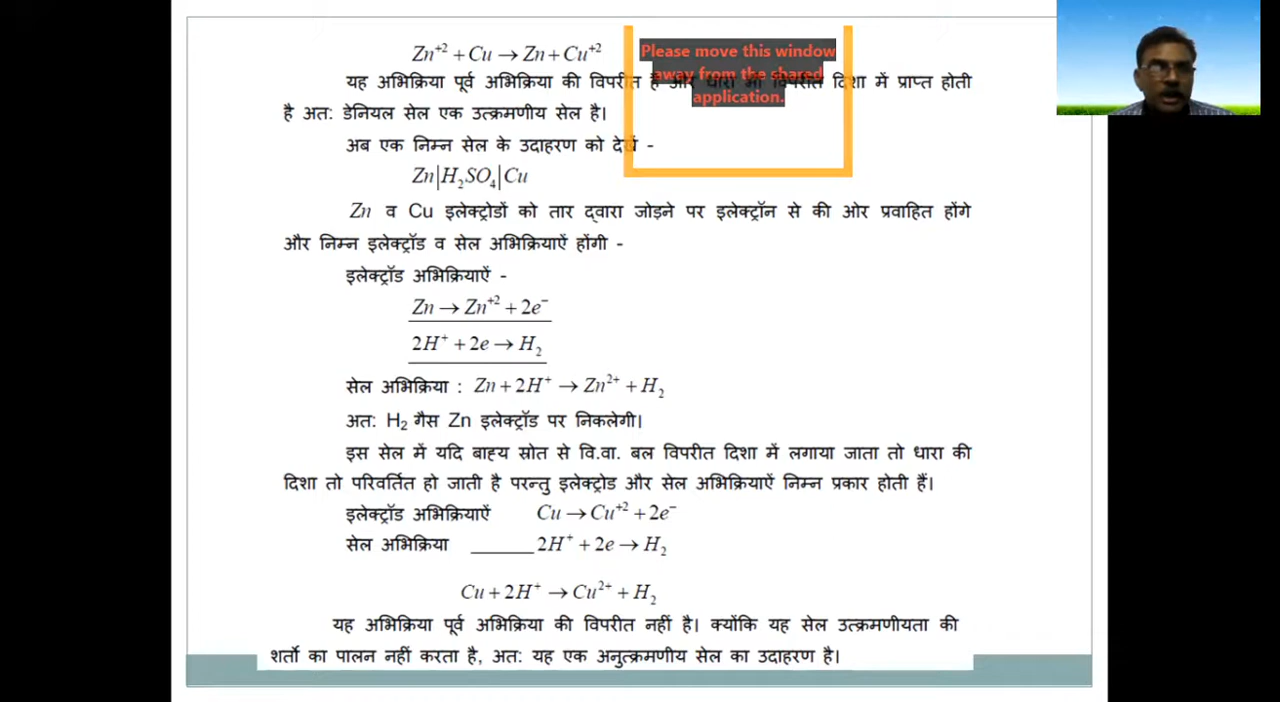 Zn⁺² + Cu → Zn + Cu⁺²
Please move this window
away from the shared
application.
यह अभिक्रिया पूर्व अभिक्रिया की विपरीत है और धारा भी विपरीत दिशा में प्राप्त होती
है अत: डेनियल सेल एक उत्क्रमणीय सेल है।
अब एक निम्न सेल के उदाहरण को देखें -
Zn|H₂SO₄|Cu
Zn व Cu इलेक्ट्रोडों को तार द्वारा जोड़ने पर इलेक्ट्रॉन से की ओर प्रवाहित होंगे
और निम्न इलेक्ट्रॉड व सेल अभिक्रियाऐं होंगी -
इलेक्ट्रॉड अभिक्रियाऐं -
Zn → Zn⁺² + 2e⁻
2H⁺ + 2e → H₂
सेल अभिक्रिया : Zn + 2H⁺ → Zn²⁺ + H₂
अत: H₂ गैस Zn इलेक्ट्रॉड पर निकलेगी।
इस सेल में यदि बाह्य स्रोत से वि.वा. बल विपरीत दिशा में लगाया जाता तो धारा की
दिशा तो परिवर्तित हो जाती है परन्तु इलेक्ट्रोड और सेल अभिक्रियाऐं निम्न प्रकार होती हैं।
इलेक्ट्रॉड अभिक्रियाऐं Cu → Cu⁺² + 2e⁻
सेल अभिक्रिया ______ 2H⁺ + 2e → H₂
Cu + 2H⁺ → Cu²⁺ + H₂
यह अभिक्रिया पूर्व अभिक्रिया की विपरीत नहीं है। क्योंकि यह सेल उत्क्रमणीयता की
शर्तो का पालन नहीं करता है, अत: यह एक अनुत्क्रमणीय सेल का उदाहरण है।